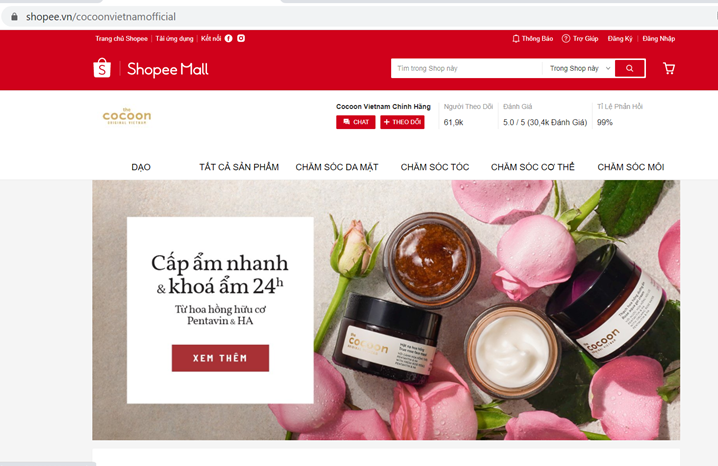 shopee.vn/cocoonvietnamofficial
Trang chủ Shopee Tải ứng dụng Kết nối
Thông Báo Trợ Giúp Đăng Ký Đăng Nhập
Shopee Mall
Tìm trong Shop này Trong Shop này
the
cocoon
ORIGINAL VIETNAM
Cocoon Vietnam Chính Hãng
CHAT + THEO DÕI
Người Theo Dõi
61,9k
Đánh Giá
5.0 / 5 (30,4k Đánh Giá)
Tỉ Lệ Phản Hồi
99%
DẠO TẤT CẢ SẢN PHẨM CHĂM SÓC DA MẶT CHĂM SÓC TÓC CHĂM SÓC CƠ THỂ CHĂM SÓC MÔI
Cấp ẩm nhanh
& khoá ẩm 24h
Từ hoa hồng hữu cơ
Pentavin & HA
XEM THÊM
the
cocoon
cocoon